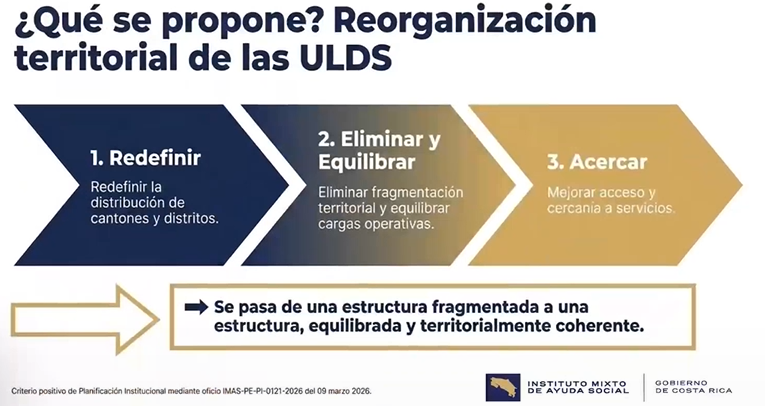 ¿Qué se propone? Reorganización
territorial de las ULDS
1. Redefinir
Redefinir la
distribución de
cantones y distritos.
2. Eliminar y
Equilibrar
Eliminar fragmentación
territorial y equilibrar
cargas operativas.
3. Acercar
Mejorar acceso y
cercanía a servicios.
➡ Se pasa de una estructura fragmentada a una
estructura, equilibrada y territorialmente coherente.
Criterio positivo de Planificación Institucional mediante oficio IMAS-PE-PI-0121-2026 del 09 marzo 2026.
INSTITUTO MIXTO
DE AYUDA SOCIAL
GOBIERNO
DE COSTA RICA